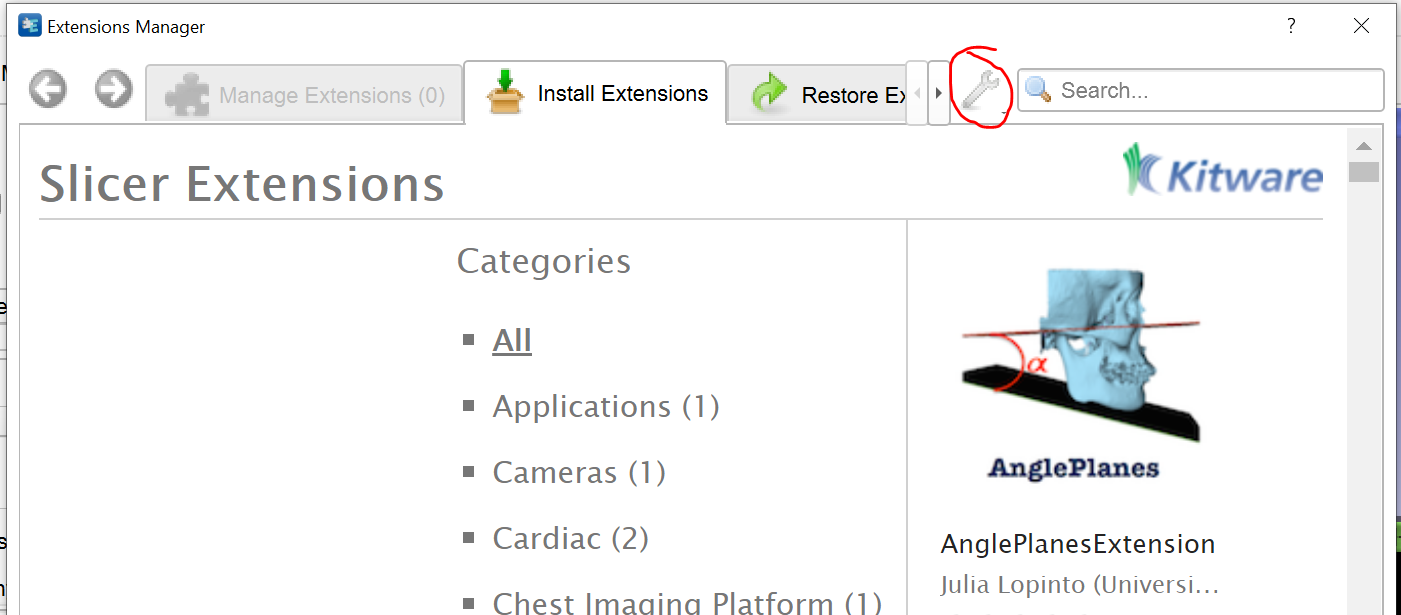 Extensions Manager
?
Manage Extensions (0)
Install Extensions
Restore Ex
Search...
Slicer Extensions
Kitware
Categories
All
Applications (1)
Cameras (1)
Cardiac (2)
Chest Imaging Platform (1)
α
AnglePlanes
AnglePlanesExtension
Julia Lopinto (Universi...